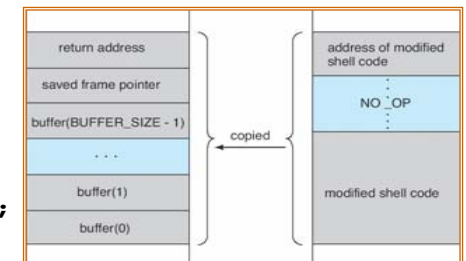 return address
saved frame pointer
buffer(BUFFER_SIZE - 1)
. . .
buffer(1)
buffer(0)
;
copied
address of modified
shell code
NO_OP
modified shell code